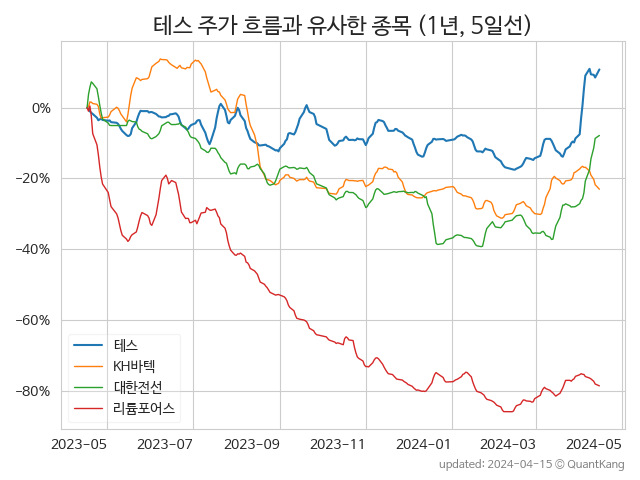 테스 주가 흐름과 유사한 종목 (1년, 5일선)
0%
−20%
−40%
−60%
−80%
테스
KH바텍
대한전선
리튬포어스
2023-05 2023-07 2023-09 2023-11 2024-01 2024-03 2024-05
updated: 2024-04-15 © QuantKang